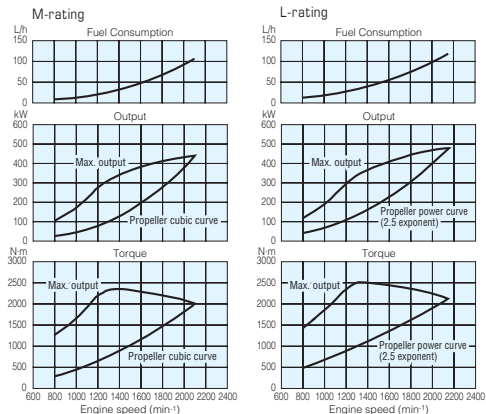 M-rating
L/h
Fuel Consumption
150
100
50
0
kW
Output
600
500
400
300
200
100
0
Max. output
Propeller cubic curve
N·m
Torque
3000
2500
2000
1500
1000
500
0
Max. output
Propeller cubic curve
600 800 1000 1200 1400 1600 1800 2000 2200 2400
Engine speed (min-1)
L-rating
L/h
Fuel Consumption
150
100
50
0
kW
Output
600
500
400
300
200
100
0
Max. output
Propeller power curve
(2.5 exponent)
N·m
Torque
3000
2500
2000
1500
1000
500
0
Max. output
Propeller power curve
(2.5 exponent)
600 800 1000 1200 1400 1600 1800 2000 2200 2400
Engine speed (min-1)